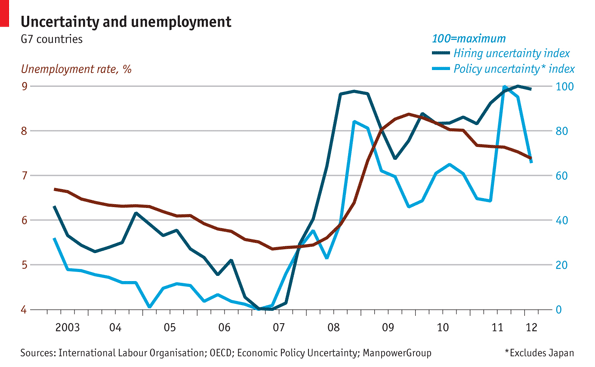 Uncertainty and unemployment
G7 countries
100=maximum
Hiring uncertainty index
Unemployment rate, %
Policy uncertainty* index
9
100
8
80
7
60
6
40
5
20
4
0
2003 04 05 06 07 08 09 10 11 12
Sources: International Labour Organisation; OECD; Economic Policy Uncertainty; ManpowerGroup
*Excludes Japan